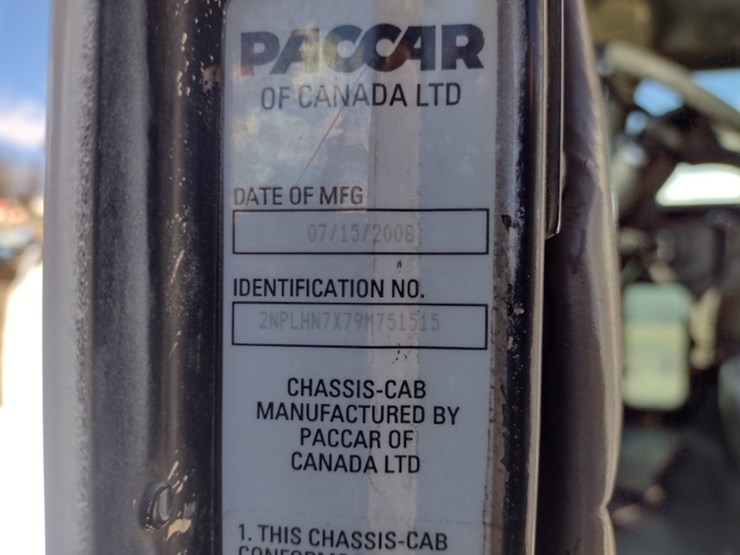 PACCAR
OF CANADA LTD
DATE OF MFG
07/15/2008
IDENTIFICATION NO.
2NPLHN7X79M751515
CHASSIS-CAB
MANUFACTURED BY
PACCAR OF
CANADA LTD
1. THIS CHASSIS-CAB